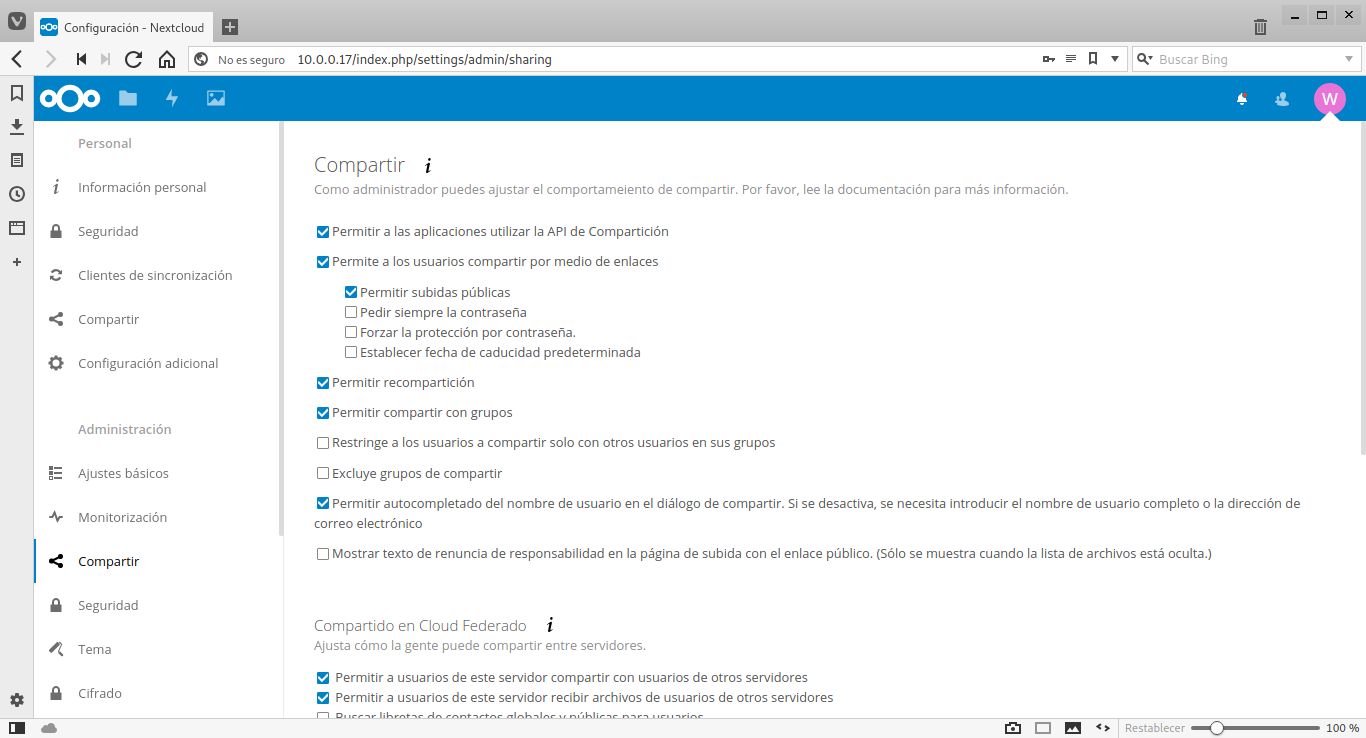 Configuración - Nextcloud
No es seguro 10.0.0.17/index.php/settings/admin/sharing
Buscar Bing
W
Personal
Información personal
Seguridad
Clientes de sincronización
Compartir
Configuración adicional
Administración
Ajustes básicos
Monitorización
Compartir
Seguridad
Tema
Cifrado
Compartir i
Como administrador puedes ajustar el comportameiento de compartir. Por favor, lee la documentación para más información.
Permitir a las aplicaciones utilizar la API de Compartición
Permite a los usuarios compartir por medio de enlaces
Permitir subidas públicas
Pedir siempre la contraseña
Forzar la protección por contraseña.
Establecer fecha de caducidad predeterminada
Permitir recompartición
Permitir compartir con grupos
Restringe a los usuarios a compartir solo con otros usuarios en sus grupos
Excluye grupos de compartir
Permitir autocompletado del nombre de usuario en el diálogo de compartir. Si se desactiva, se necesita introducir el nombre de usuario completo o la dirección de
correo electrónico
Mostrar texto de renuncia de responsabilidad en la página de subida con el enlace público. (Sólo se muestra cuando la lista de archivos está oculta.)
Compartido en Cloud Federado i
Ajusta cómo la gente puede compartir entre servidores.
Permitir a usuarios de este servidor compartir con usuarios de otros servidores
Permitir a usuarios de este servidor recibir archivos de usuarios de otros servidores
Buscar libretas de contactos globales y públicas para usuarios
Restablecer 100 %